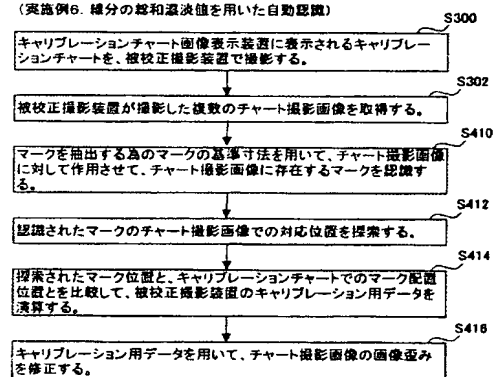 (実施例6. 線分の総和濃淡値を用いた自動認識)
S300
キャリブレーションチャート画像表示装置に表示されるキャリブレー
ションチャートを、被校正撮影装置で撮影する。
S302
被校正撮影装置が撮影した複数のチャート撮影画像を取得する。
S410
マークを抽出する為のマークの基準寸法を用いて、チャート撮影画像
に対して作用させて、チャート撮影画像に存在するマークを認識す
る。
S412
認識されたマークのチャート撮影画像での対応位置を探索する。
S414
探索されたマーク位置と、キャリブレーションチャートでのマーク配置
位置とを比較して、被校正撮影装置のキャリブレーション用データを
演算する。
S416
キャリブレーション用データを用いて、チャート撮影画像の画像歪み
を修正する。